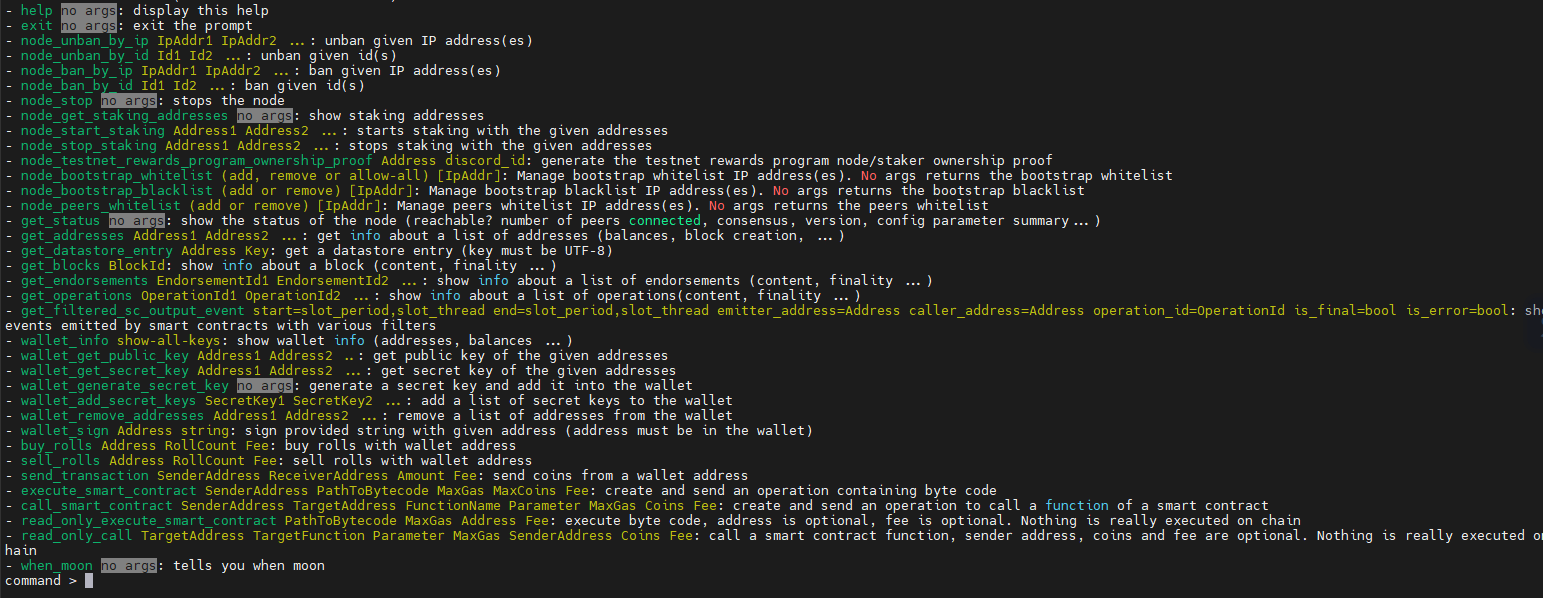 - help no args: display this help
- exit no args: exit the prompt
- node_unban_by_ip IpAddr1 IpAddr2 ...: unban given IP address(es)
- node_unban_by_id Id1 Id2 ...: unban given id(s)
- node_ban_by_ip IpAddr1 IpAddr2 ...: ban given IP address(es)
- node_ban_by_id Id1 Id2 ...: ban given id(s)
- node_stop no args: stops the node
- node_get_staking_addresses no args: show staking addresses
- node_start_staking Address1 Address2 ...: starts staking with the given addresses
- node_stop_staking Address1 Address2 ...: stops staking with the given addresses
- node_testnet_rewards_program_ownership_proof Address discord_id: generate the testnet rewards program node/staker ownership proof
- node_bootstrap_whitelist (add, remove or allow-all) [IpAddr]: Manage bootstrap whitelist IP address(es). No args returns the bootstrap whitelist
- node_bootstrap_blacklist (add or remove) [IpAddr]: Manage bootstrap blacklist IP address(es). No args returns the bootstrap blacklist
- node_peers_whitelist (add or remove) [IpAddr]: Manage peers whitelist IP address(es). No args returns the peers whitelist
- get_status no args: show the status of the node (reachable? number of peers connected, consensus, version, config parameter summary...)
- get_addresses Address1 Address2 ...: get info about a list of addresses (balances, block creation, ...)
- get_datastore_entry Address Key: get a datastore entry (key must be UTF-8)
- get_blocks BlockId: show info about a block (content, finality ...)
- get_endorsements EndorsementId1 EndorsementId2 ...: show info about a list of endorsements (content, finality ...)
- get_operations OperationId1 OperationId2 ...: show info about a list of operations(content, finality ...)
- get_filtered_sc_output_event start=slot_period,slot_thread end=slot_period,slot_thread emitter_address=Address caller_address=Address operation_id=OperationId is_final=bool is_error=bool: sh
events emitted by smart contracts with various filters
- wallet_info show-all-keys: show wallet info (addresses, balances ...)
- wallet_get_public_key Address1 Address2 ..: get public key of the given addresses
- wallet_get_secret_key Address1 Address2 ...: get secret key of the given addresses
- wallet_generate_secret_key no args: generate a secret key and add it into the wallet
- wallet_add_secret_keys SecretKey1 SecretKey2 ...: add a list of secret keys to the wallet
- wallet_remove_addresses Address1 Address2 ...: remove a list of addresses from the wallet
- wallet_sign Address string: sign provided string with given address (address must be in the wallet)
- buy_rolls Address RollCount Fee: buy rolls with wallet address
- sell_rolls Address RollCount Fee: sell rolls with wallet address
- send_transaction SenderAddress ReceiverAddress Amount Fee: send coins from a wallet address
- execute_smart_contract SenderAddress PathToBytecode MaxGas MaxCoins Fee: create and send an operation containing byte code
- call_smart_contract SenderAddress TargetAddress FunctionName Parameter MaxGas Coins Fee: create and send an operation to call a function of a smart contract
- read_only_execute_smart_contract PathToBytecode MaxGas Address Fee: execute byte code, address is optional, fee is optional. Nothing is really executed on chain
- read_only_call TargetAddress TargetFunction Parameter MaxGas SenderAddress Coins Fee: call a smart contract function, sender address, coins and fee are optional. Nothing is really executed
hain
- when_moon no args: tells you when moon
command >